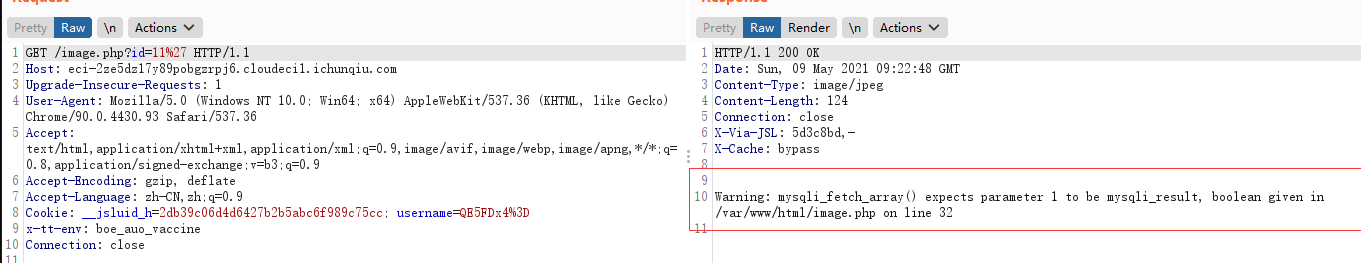 Request
Pretty Raw \n Actions
1 GET /image.php?id=11%27 HTTP/1.1
2 Host: eci-2ze5dzl7y89pobgzrpj6.cloudeci1.ichunqiu.com
3 Upgrade-Insecure-Requests: 1
4 User-Agent: Mozilla/5.0 (Windows NT 10.0; Win64; x64) AppleWebKit/537.36 (KHTML, like Gecko)
Chrome/90.0.4430.93 Safari/537.36
5 Accept:
text/html,application/xhtml+xml,application/xml;q=0.9,image/avif,image/webp,image/apng,*/*;q=
0.8,application/signed-exchange;v=b3;q=0.9
6 Accept-Encoding: gzip, deflate
7 Accept-Language: zh-CN,zh;q=0.9
8 Cookie: __jsluid_h=2db39c06d4d6427b2b5abc6f989c75cc; username=QE5FDx4%3D
9 x-tt-env: boe_auo_vaccine
10 Connection: close
11
Response
Pretty Raw Render \n Actions
1 HTTP/1.1 200 OK
2 Date: Sun, 09 May 2021 09:22:48 GMT
3 Content-Type: image/jpeg
4 Content-Length: 124
5 Connection: close
6 X-Via-JSL: 5d3c8bd,-
7 X-Cache: bypass
8
9
10 Warning: mysqli_fetch_array() expects parameter 1 to be mysqli_result, boolean given in
/var/www/html/image.php on line 32
11